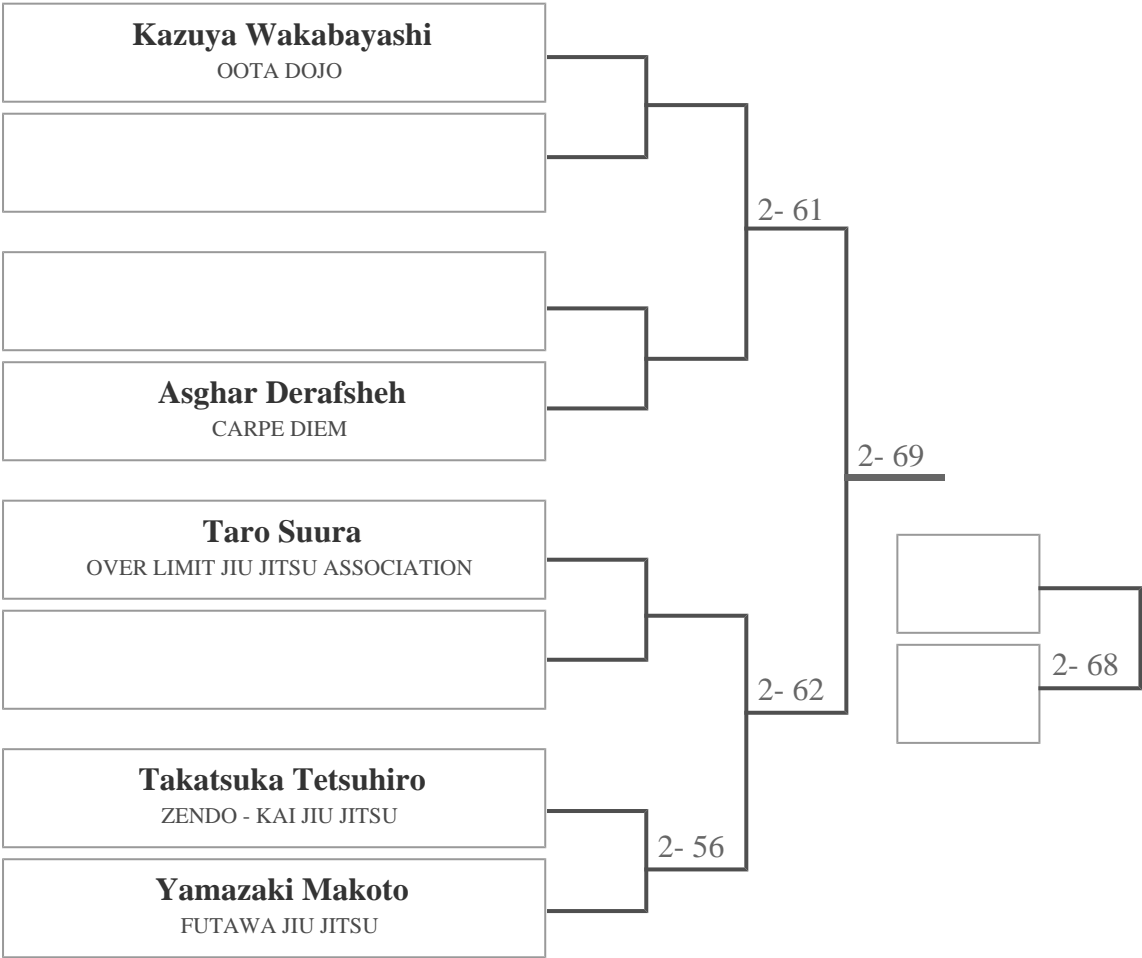 Kazuya Wakabayashi
OOTA DOJO
2- 61
Asghar Derafsheh
CARPE DIEM
2- 69
Taro Suura
OVER LIMIT JIU JITSU ASSOCIATION
2- 68
2- 62
Takatsuka Tetsuhiro
ZENDO - KAI JIU JITSU
2- 56
Yamazaki Makoto
FUTAWA JIU JITSU